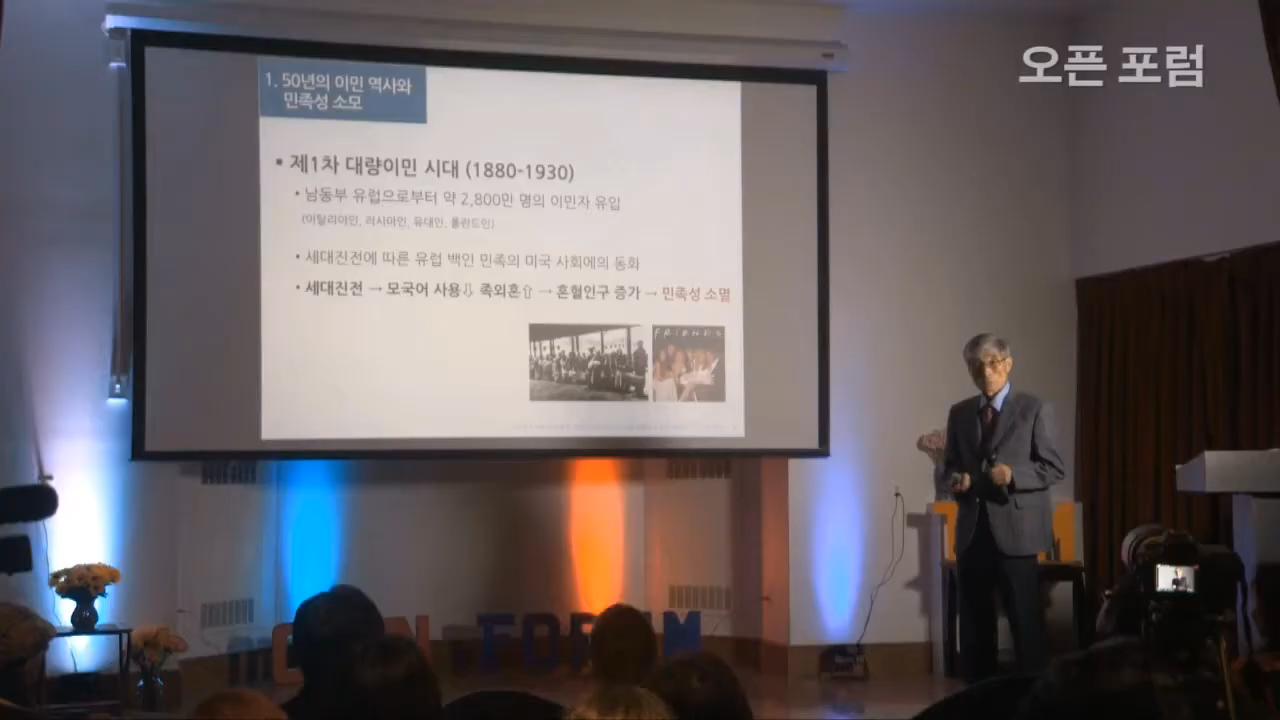 오픈 포럼
1. 50년의 이민 역사와
민족성 소모
• 제1차 대량이민 시대 (1880-1930)
• 남동부 유럽으로부터 약 2,800만 명의 이민자 유입
(이탈리아인, 러시아인, 유대인, 폴란드인)
• 세대진전에 따른 유럽 백인 민족의 미국 사회에의 동화
• 세대진전 → 모국어 사용⇩ 족외혼⇧ → 혼혈인구 증가 → 민족성 소멸
FRIENDS